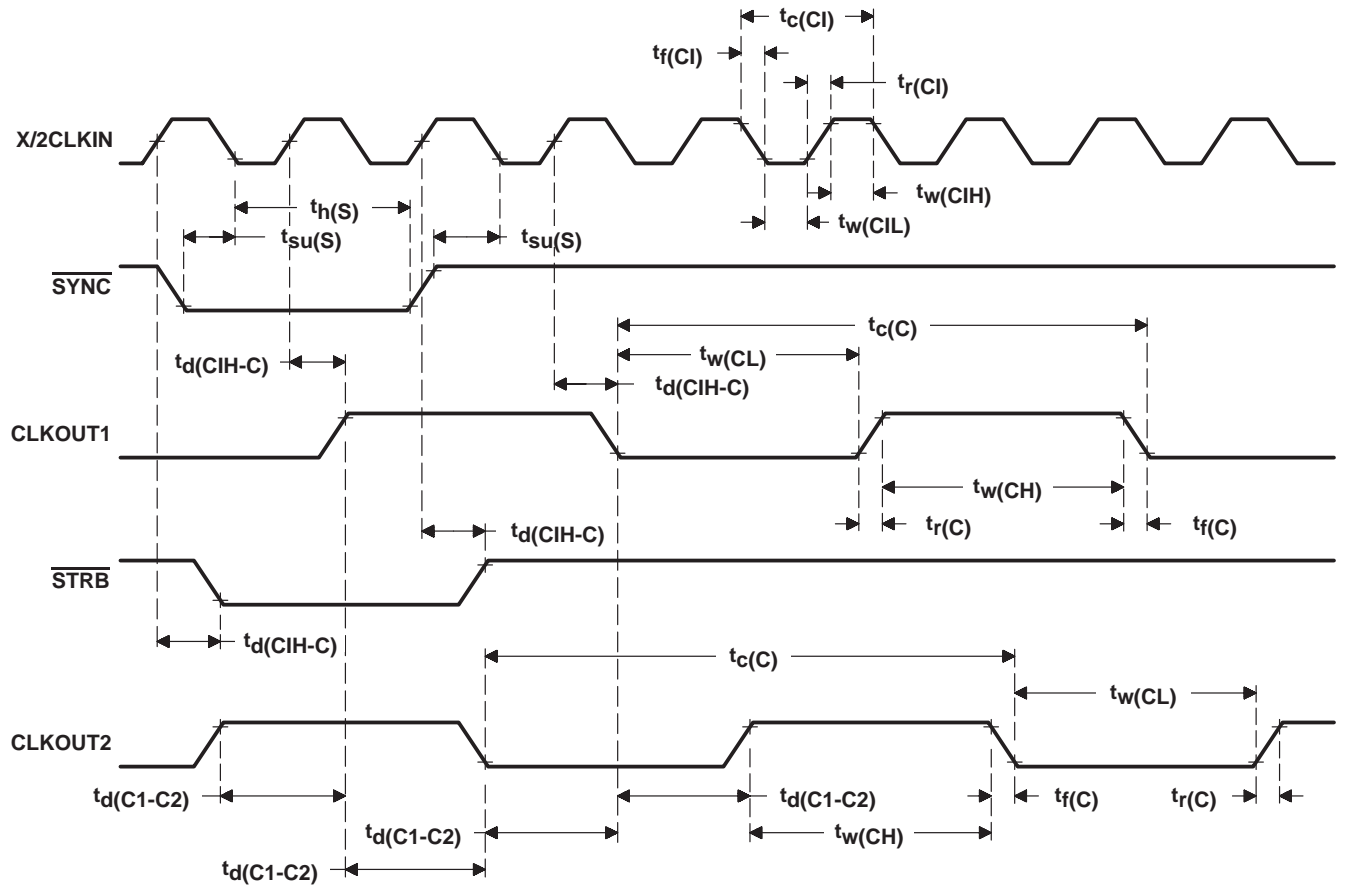 tc(CI)
tf(CI)
tr(CI)
X/2CLKIN
tw(CIH)
th(S)
tw(CIL)
tsu(S)
tsu(S)
SYNC
tc(C)
tw(CL)
td(CIH-C)
td(CIH-C)
CLKOUT1
tw(CH)
tr(C)
tf(C)
td(CIH-C)
STRB
td(CIH-C)
tc(C)
tw(CL)
CLKOUT2
td(C1-C2)
td(C1-C2)
tf(C)
tr(C)
td(C1-C2)
tw(CH)
td(C1-C2)